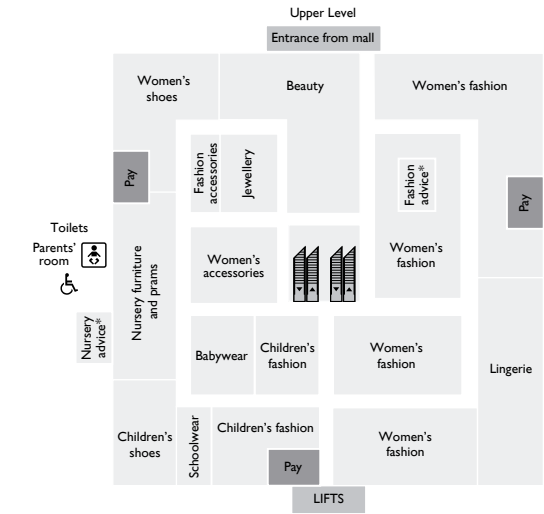 Upper Level
Entrance from mall
Women's
shoes
Beauty
Women's fashion
Pay
Fashion
accessories
Jewellery
Fashion
advice*
Pay
Toilets
Parents'
room
Nursery furniture
and prams
Women's
accessories
Women's
fashion
Nursery
advice*
Babywear
Children's
fashion
Women's
fashion
Lingerie
Children's
shoes
Schoolwear
Children's fashion
Pay
Women's
fashion
LIFTS